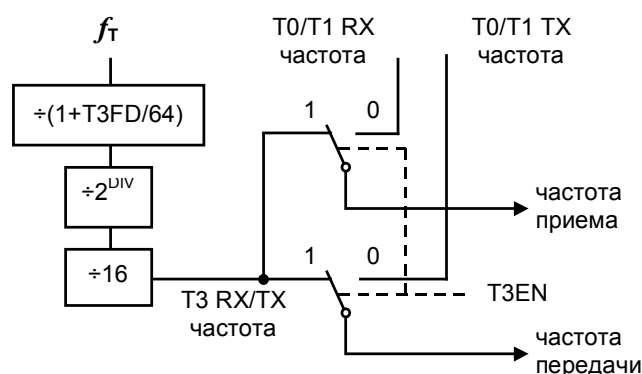 fT
T0/T1 RX
частота
T0/T1 TX
частота
÷(1+T3FD/64)
1
0
÷2DIV
частота
приема
÷16
1
0
T3 RX/TX
частота
T3EN
частота
передачи